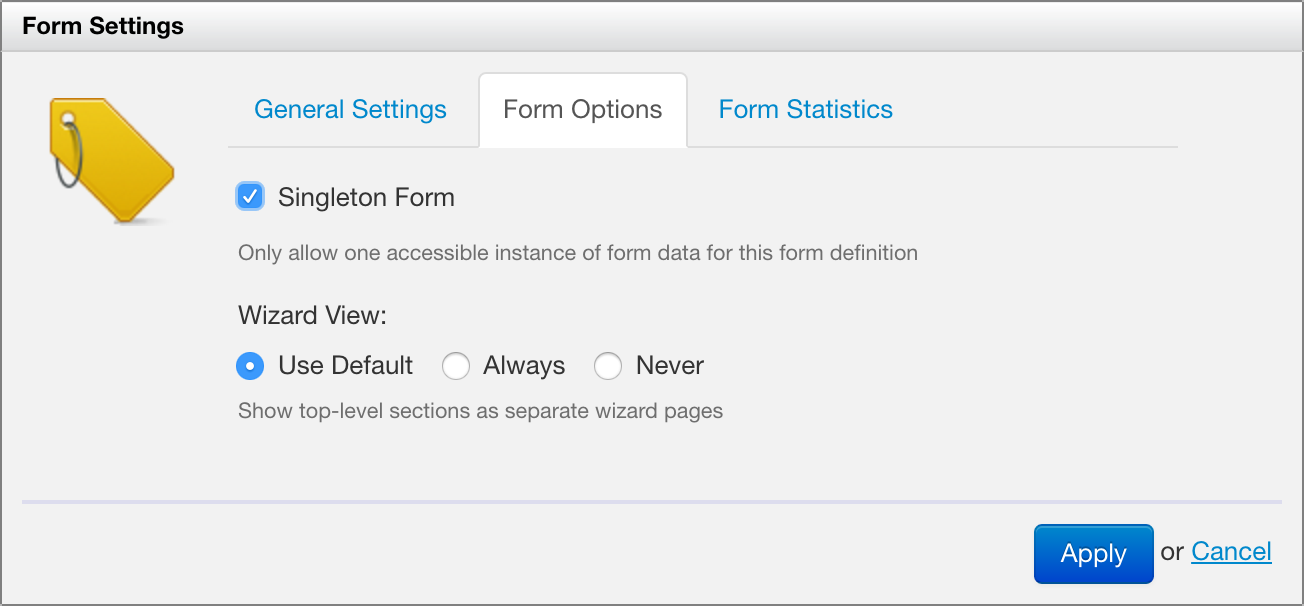 Form Settings
General Settings Form Options Form Statistics
Singleton Form
Only allow one accessible instance of form data for this form definition
Wizard View:
Use Default Always Never
Show top-level sections as separate wizard pages
Apply or Cancel